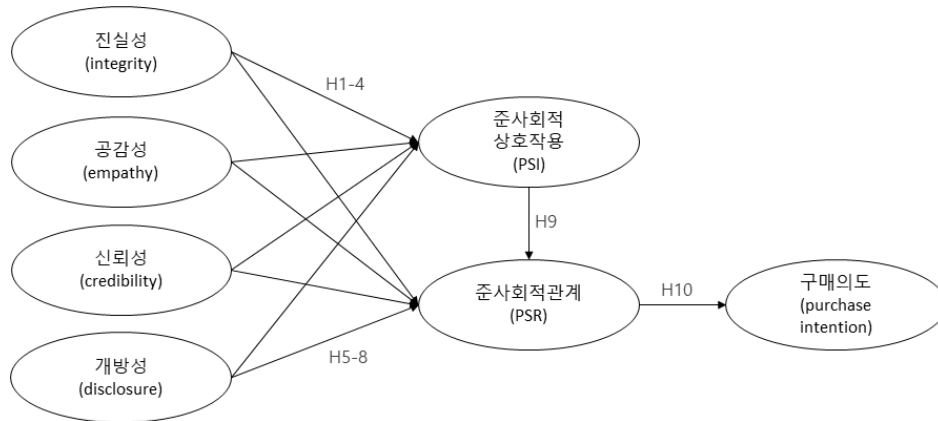 진실성
(integrity)
H1-4
준사회적
상호작용
(PSI)
공감성
(empathy)
H9
신뢰성
(credibility)
준사회적관계
(PSR)
H10
구매의도
(purchase
intention)
H5-8
개방성
(disclosure)